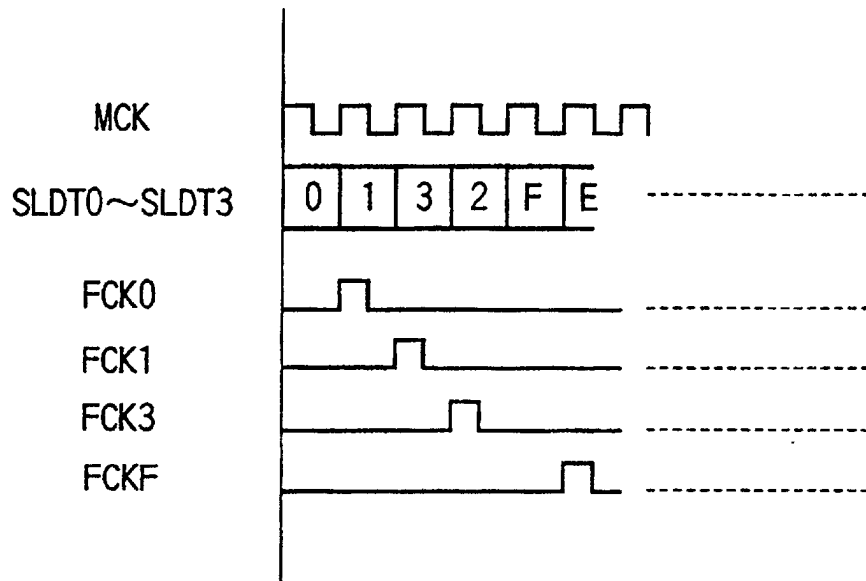 MCK
SLDT0～SLDT3 0 1 3 2 F E
FCK0
FCK1
FCK3
FCKF